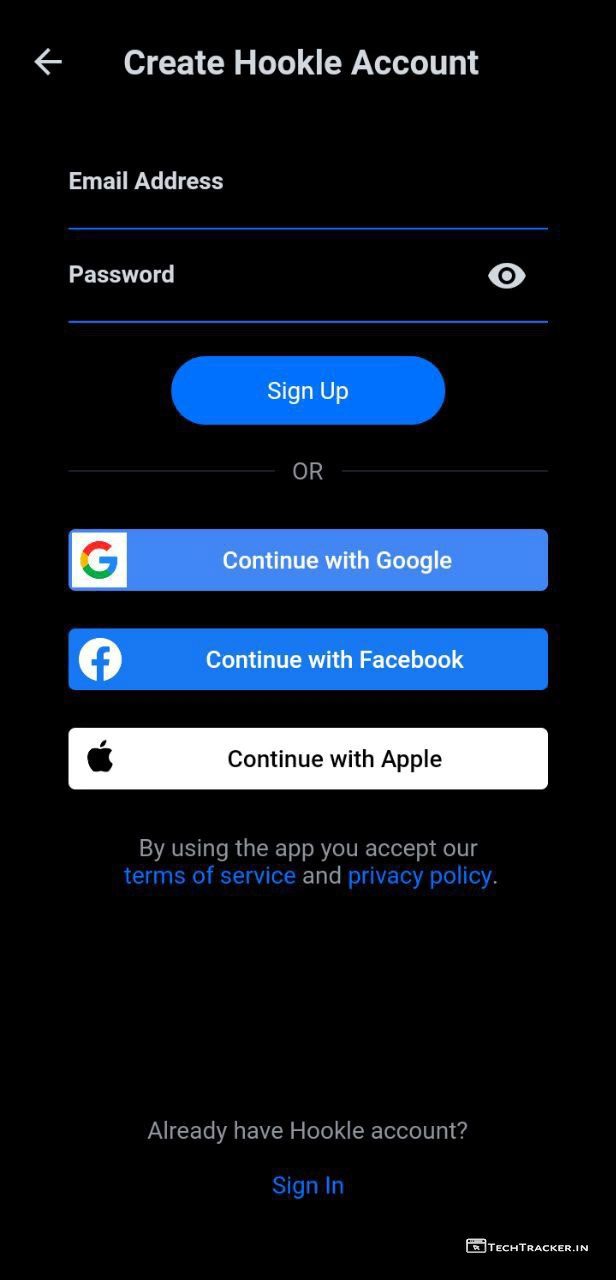 Create Hookle Account
Email Address
Password
Sign Up
OR
Continue with Google
Continue with Facebook
Continue with Apple
By using the app you accept our
terms of service and privacy policy.
Already have Hookle account?
Sign In
TECHTRACKER.IN